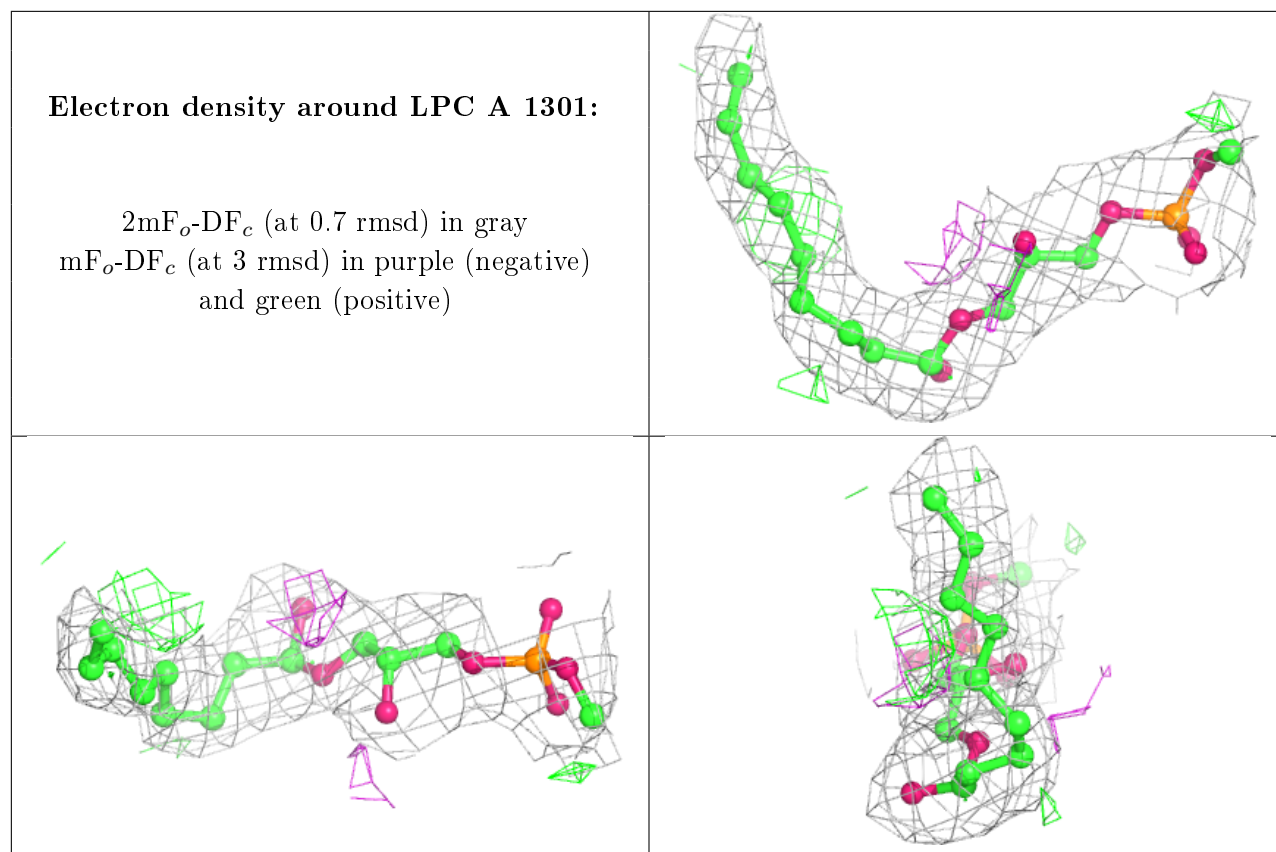 Electron density around LPC A 1301:
2mFo-DFc (at 0.7 rmsd) in gray
mFo-DFc (at 3 rmsd) in purple (negative)
and green (positive)